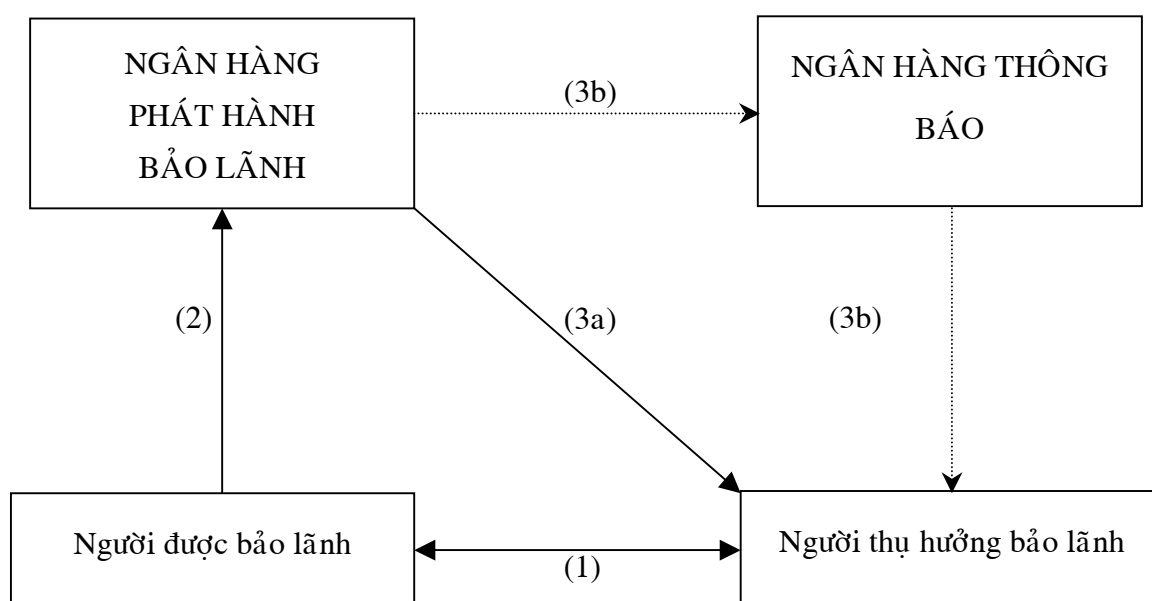 NGÂN HÀNG
PHÁT HÀNH
BẢO LÃNH
(3b)
NGÂN HÀNG THÔNG
BÁO
(2)
(3a)
(3b)
Người được bảo lãnh
(1)
Người thụ hưởng bảo lãnh